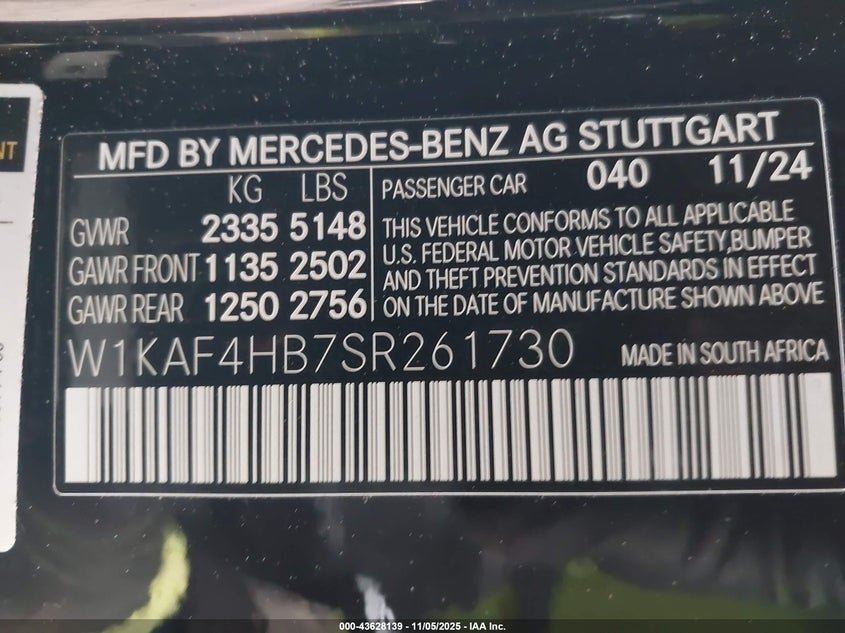 NT
MFD BY MERCEDES-BENZ AG STUTTGART
KG LBS
GVWR 2335 5148
GAWR FRONT 1135 2502
GAWR REAR 1250 2756
PASSENGER CAR 040 11/24
THIS VEHICLE CONFORMS TO ALL APPLICABLE
U.S. FEDERAL MOTOR VEHICLE SAFETY,BUMPER
AND THEFT PREVENTION STANDARDS IN EFFECT
ON THE DATE OF MANUFACTURE SHOWN ABOVE
W1KAF4HB7SR261730 MADE IN SOUTH AFRICA
000-43628139 - 11/05/2025 - IAA Inc.